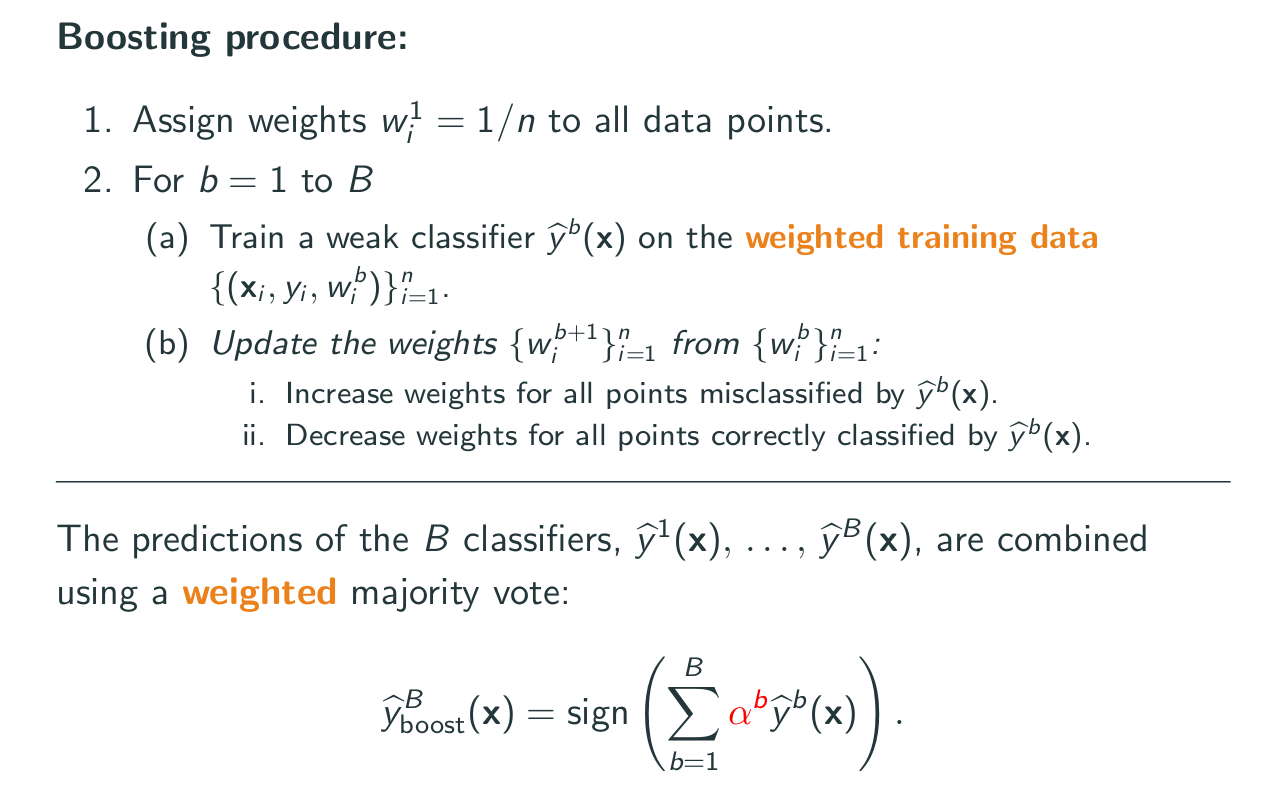 Boosting procedure:
1. Assign weights $w_i^1 = 1/n$ to all data points.
2. For $b = 1$ to $B$
(a) Train a weak classifier $\widehat{y}^b(\mathbf{x})$ on the weighted training data
$\{(\mathbf{x}_i, y_i, w_i^b)\}_{i=1}^n$.
(b) Update the weights $\{w_i^{b+1}\}_{i=1}^n$ from $\{w_i^b\}_{i=1}^n$:
i. Increase weights for all points misclassified by $\widehat{y}^b(\mathbf{x})$.
ii. Decrease weights for all points correctly classified by $\widehat{y}^b(\mathbf{x})$.
The predictions of the $B$ classifiers, $\widehat{y}^1(\mathbf{x}), \ldots, \widehat{y}^B(\mathbf{x})$, are combined
using a weighted majority vote:
$\widehat{y}_{\text{boost}}^B(\mathbf{x}) = \text{sign}\left(\sum_{b=1}^{B} \alpha^b \widehat{y}^b(\mathbf{x})\right).$